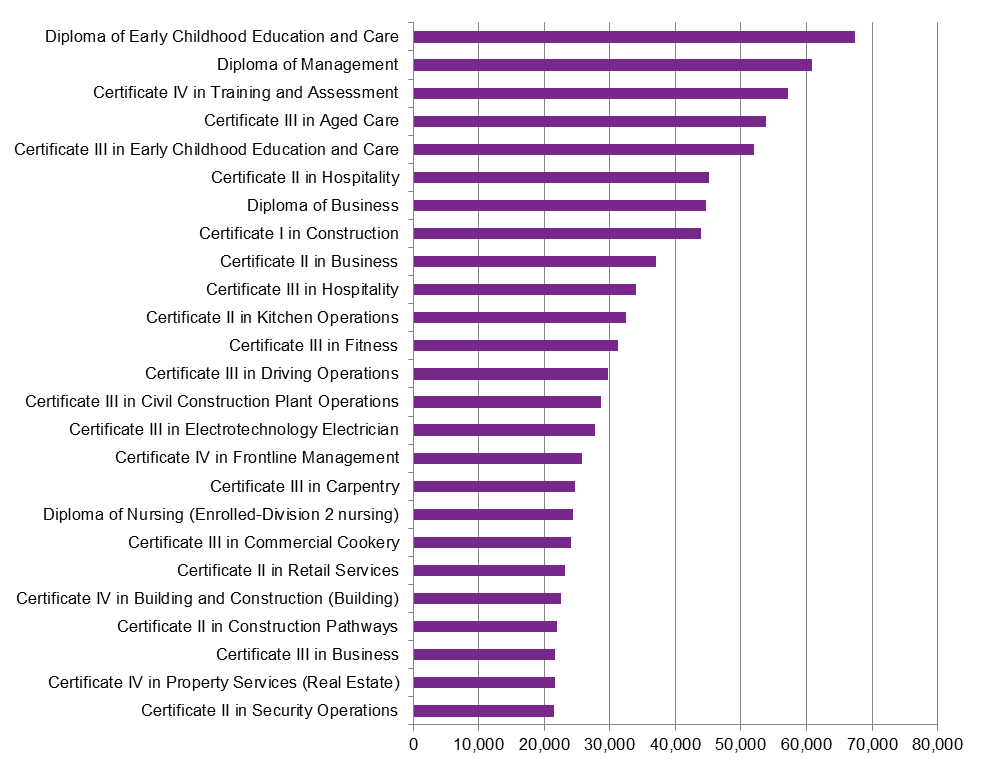 Diploma of Early Childhood Education and Care
Diploma of Management
Certificate IV in Training and Assessment
Certificate III in Aged Care
Certificate III in Early Childhood Education and Care
Certificate II in Hospitality
Diploma of Business
Certificate I in Construction
Certificate II in Business
Certificate III in Hospitality
Certificate II in Kitchen Operations
Certificate III in Fitness
Certificate III in Driving Operations
Certificate III in Civil Construction Plant Operations
Certificate III in Electrotechnology Electrician
Certificate IV in Frontline Management
Certificate III in Carpentry
Diploma of Nursing (Enrolled-Division 2 nursing)
Certificate III in Commercial Cookery
Certificate II in Retail Services
Certificate IV in Building and Construction (Building)
Certificate II in Construction Pathways
Certificate III in Business
Certificate IV in Property Services (Real Estate)
Certificate II in Security Operations
0 10,000 20,000 30,000 40,000 50,000 60,000 70,000 80,000